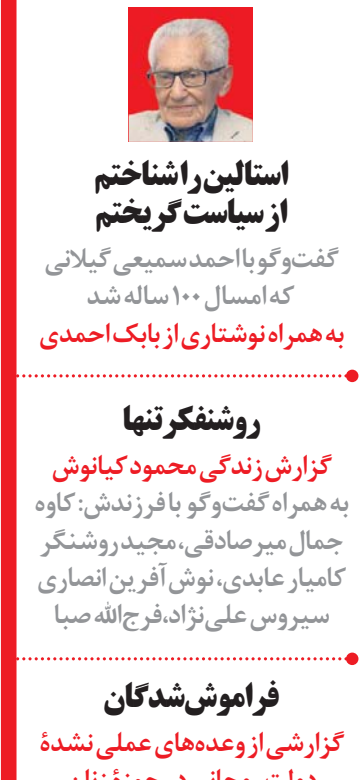 استالین را شناختم
از سیاست گریختم
گفت‌وگو با احمد سمیعی گیلانی
که امسال ۱۰۰ ساله شد
به همراه نوشتاری از بابک احمدی
روشنفکر تنها
گزارش زندگی محمود کیانوش
به همراه گفت‌وگو با فرزندش: کاوه
جمال میرصادقی، مجید روشنگر
کامیار عابدی، نوش‌آفرین انصاری
سیروس علی‌نژاد، فرج‌الله صبا
فراموش‌شدگان
گزارشی از وعده‌های عملی نشدهٔ